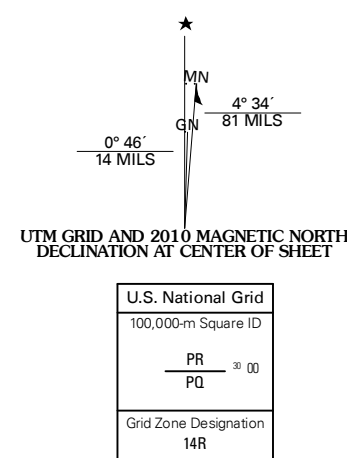 ★
MN
GN
4° 34´
81 MILS
0° 46´
14 MILS
UTM GRID AND 2010 MAGNETIC NORTH
DECLINATION AT CENTER OF SHEET
U.S. National Grid
100,000-m Square ID
PR
30 00
PQ
Grid Zone Designation
14R